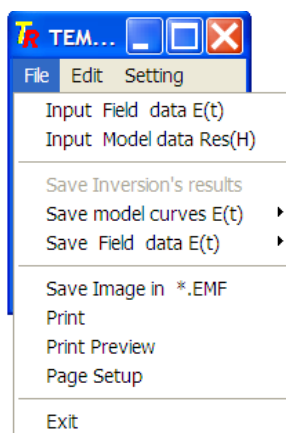 TR TEM...
File Edit Setting
Input Field data E(t)
Input Model data Res(H)
Save Inversion's results
Save model curves E(t)
Save Field data E(t)
Save Image in *.EMF
Print
Print Preview
Page Setup
Exit